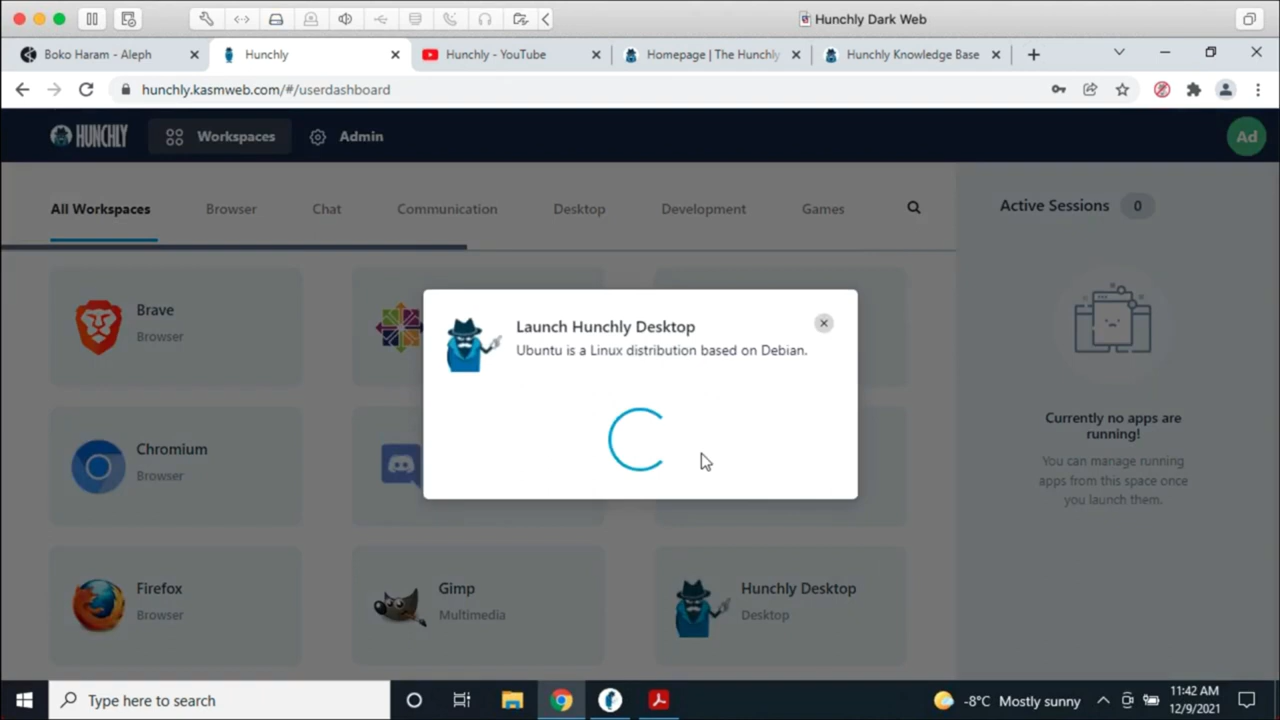 Hunchly Dark Web
Boko Haram - Aleph
Hunchly
Hunchly - YouTube
Homepage | The Hunchly
Hunchly Knowledge Base
hunchly.kasmweb.com/#/userdashboard
HUNCHLY
Workspaces
Admin
Ad
All Workspaces
Browser
Chat
Communication
Desktop
Development
Games
Active Sessions 0
Brave
Browser
Launch Hunchly Desktop
Ubuntu is a Linux distribution based on Debian.
Currently no apps are
running!
You can manage running
apps from this space once
you launch them.
Chromium
Browser
Firefox
Browser
Gimp
Multimedia
Hunchly Desktop
Desktop
Type here to search
-8°C Mostly sunny
11:42 AM
12/9/2021